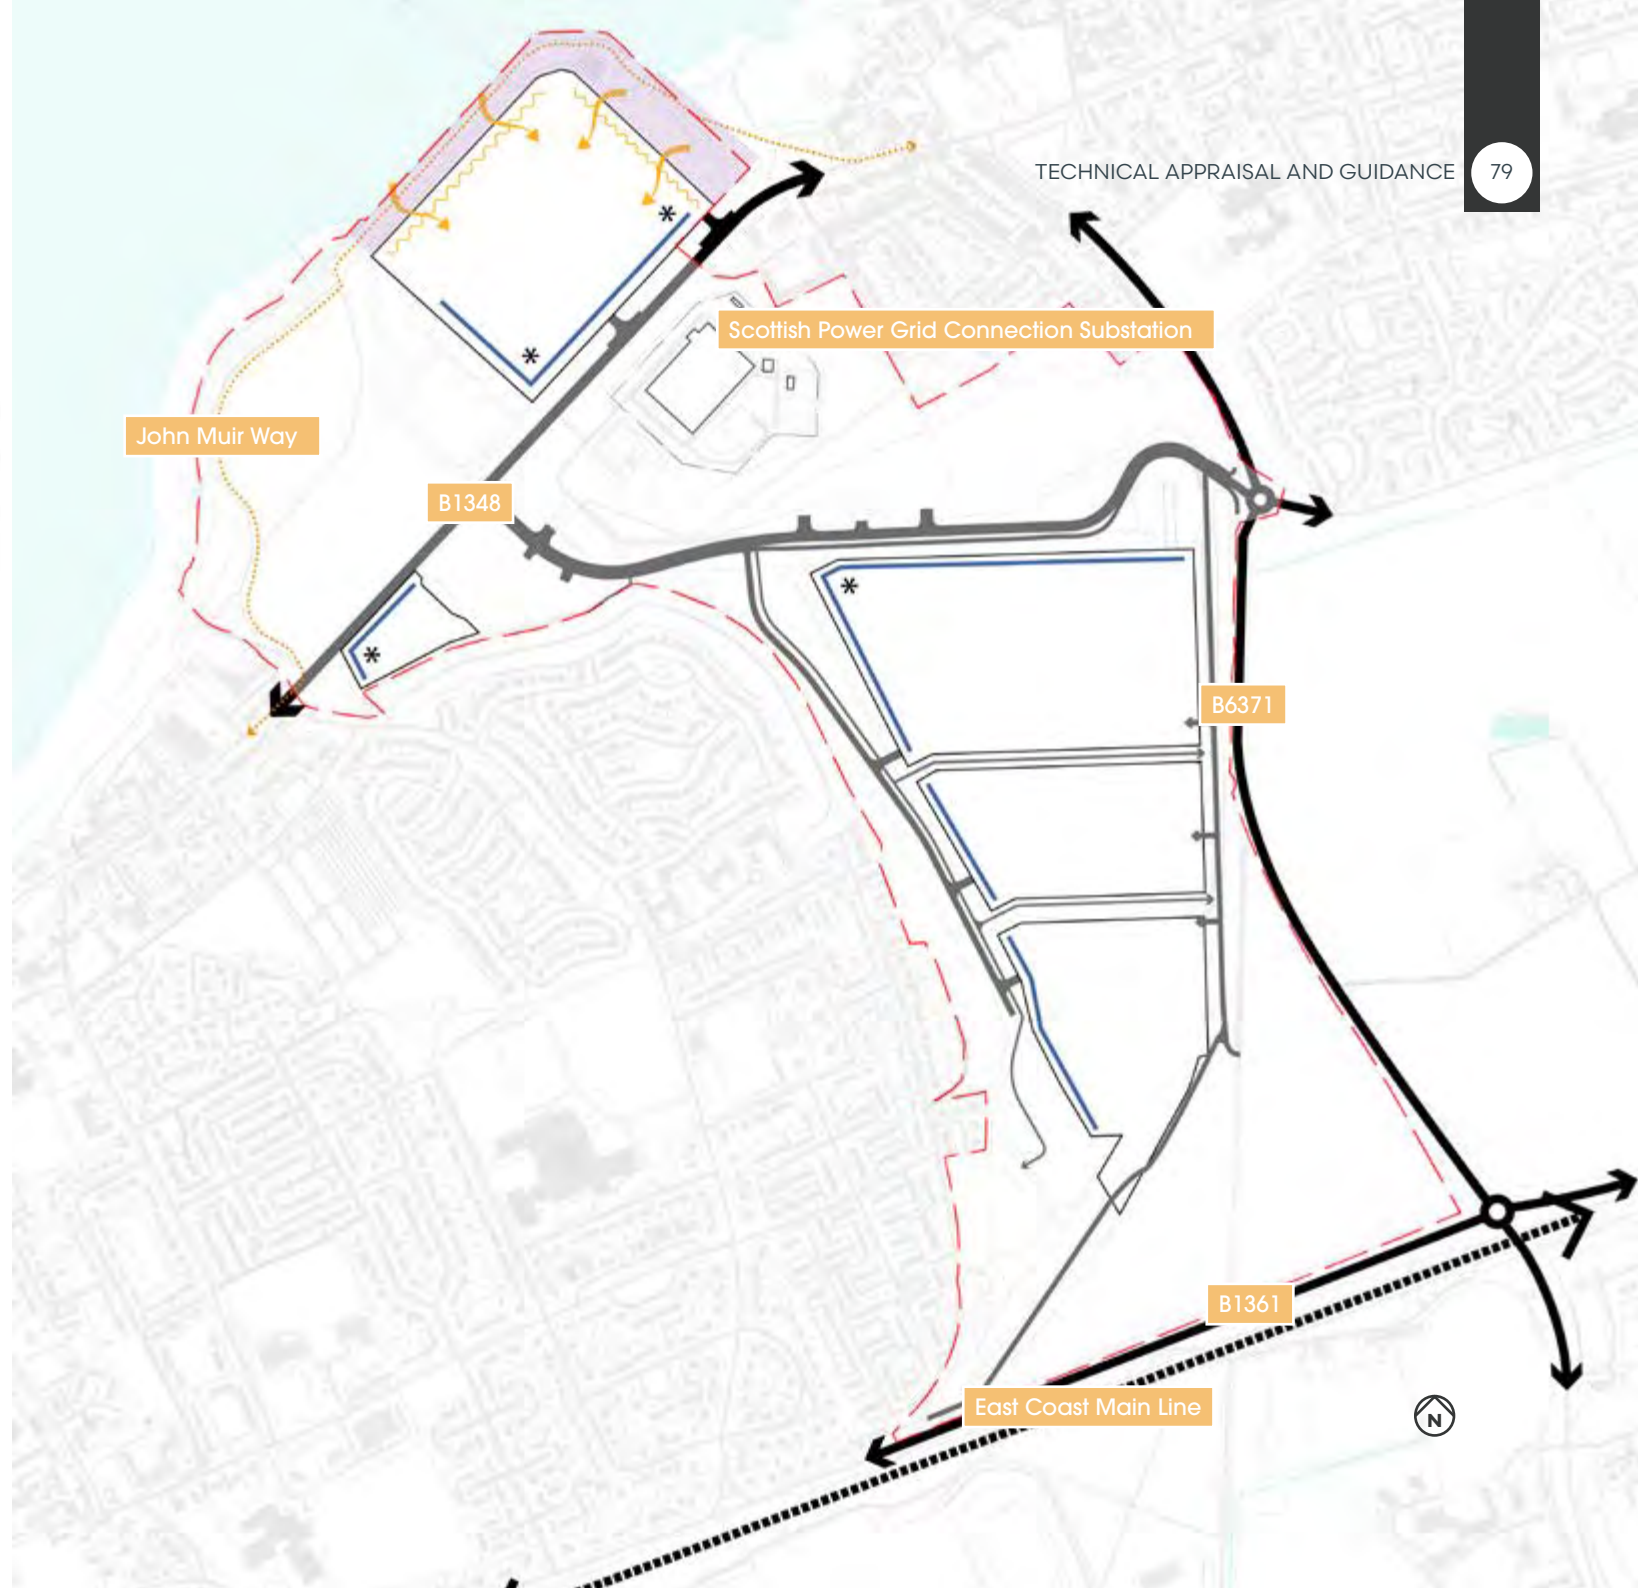 TECHNICAL APPRAISAL AND GUIDANCE 79
Scottish Power Grid Connection Substation
John Muir Way
B1348
B6371
B1361
East Coast Main Line
N